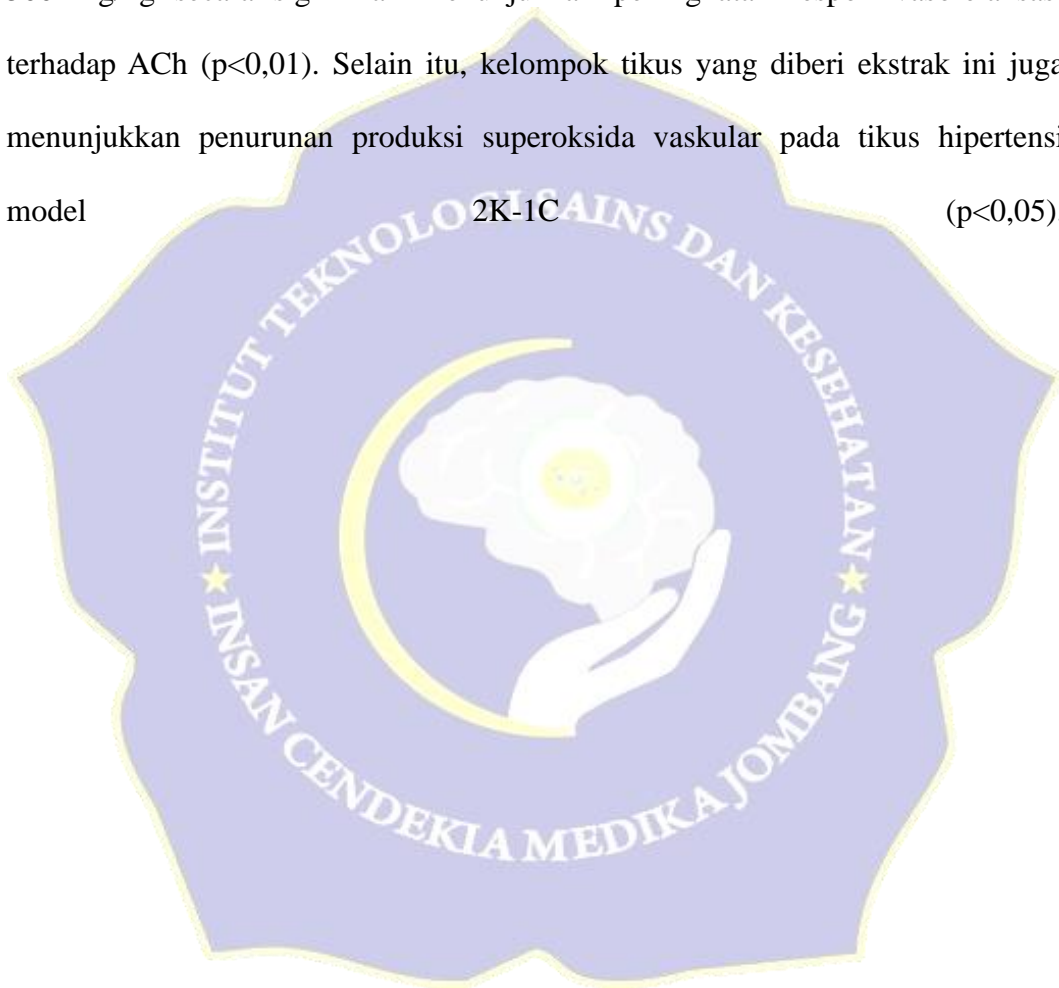 terhadap ACh (p<0,01). Selain itu, kelompok tikus yang diberi ekstrak ini juga
menunjukkan penurunan produksi superoksida vaskular pada tikus hipertensi
model 2K-1C (p<0,05)
INSTITUT TEKNOLOGI SAINS DAN KESEHATAN
INSAN CENDEKIA MEDIKA JOMBANG